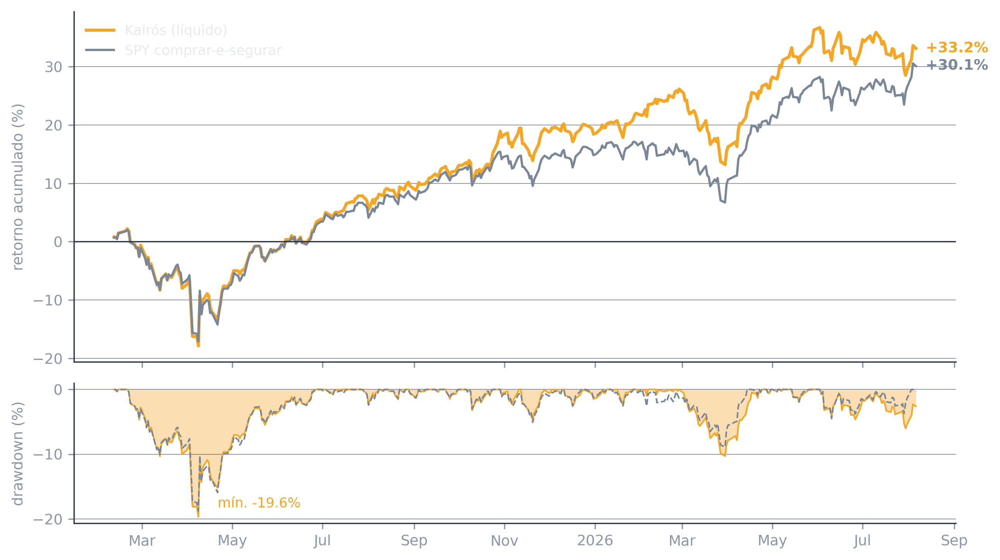 Kairós (líquido)
SPY comprar-e-segurar
+33.2%
+30.1%
retorno acumulado (%)
30
20
10
0
−10
−20
drawdown (%)
0
−10
−20
mín. -19.6%
Mar
May
Jul
Sep
Nov
2026
Mar
May
Jul
Sep